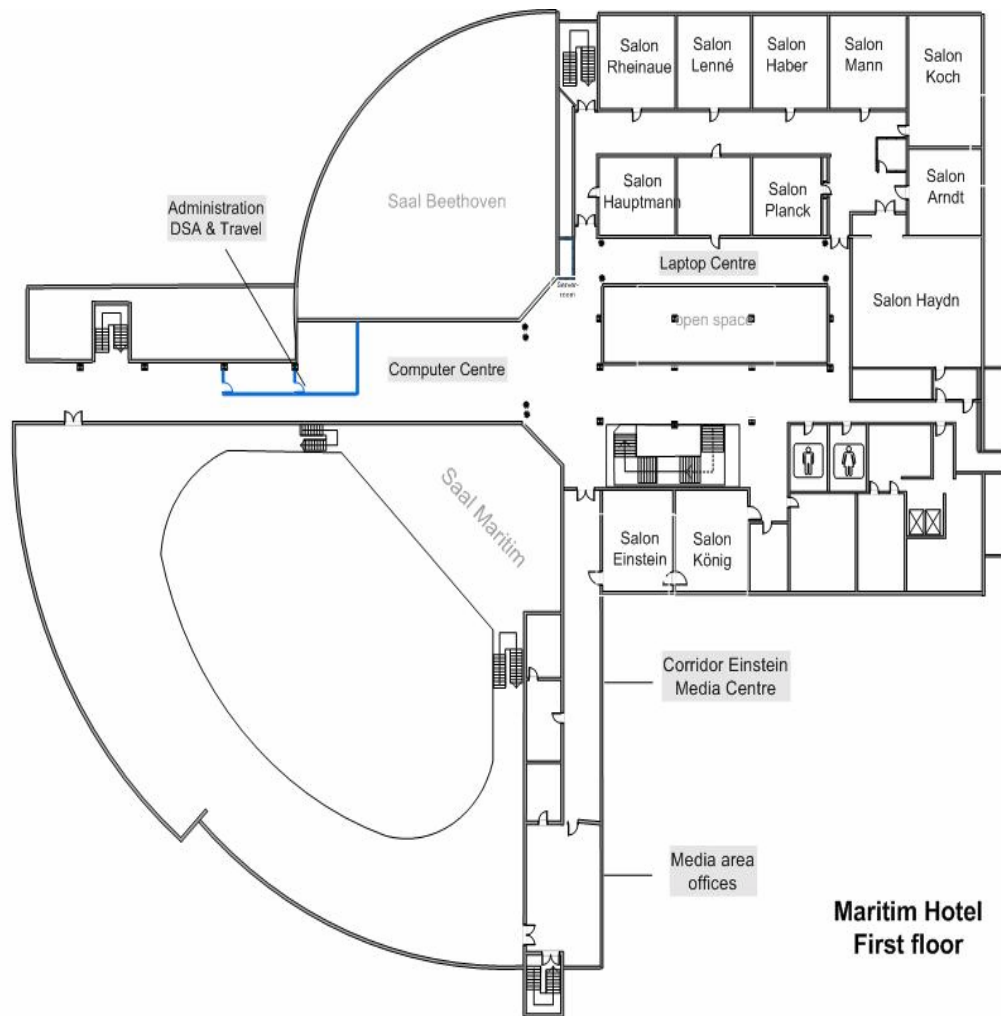 Salon
Rheinaue
Salon
Lenné
Salon
Haber
Salon
Mann
Salon
Koch
Salon
Hauptmann
Salon
Planck
Salon
Arndt
Saal Beethoven
Administration
DSA & Travel
Server-
room
Laptop Centre
Salon Haydn
open space
Computer Centre
Saal Maritim
Salon
Einstein
Salon
König
Corridor Einstein
Media Centre
Media area
offices
Maritim Hotel
First floor